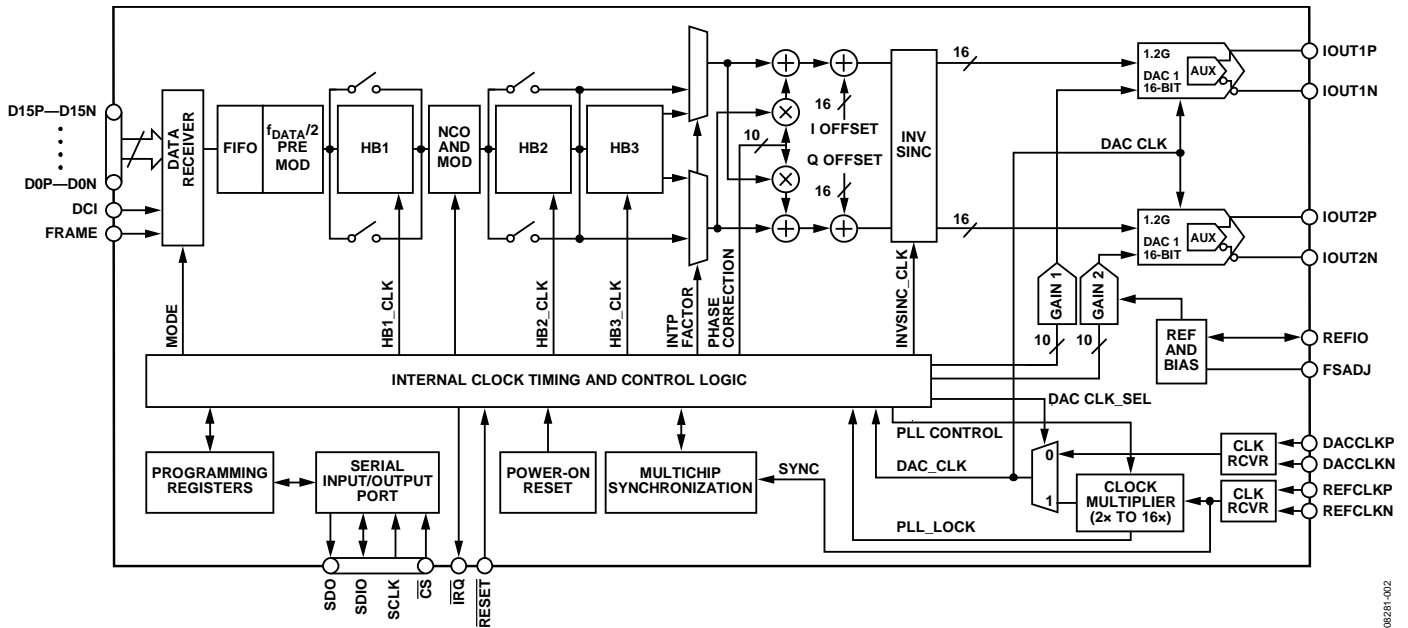 D15P—D15N
D0P—D0N
DCI
FRAME
DATA
RECEIVER
FIFO
fDATA/2
PRE
MOD
HB1
NCO
AND
MOD
HB2
HB3
16
I OFFSET
10
Q OFFSET
16
INV
SINC
16
16
1.2G
DAC 1
16-BIT
AUX
IOUT1P
IOUT1N
DAC CLK
1.2G
DAC 1
16-BIT
AUX
IOUT2P
IOUT2N
MODE
HB1_CLK
HB2_CLK
HB3_CLK
INTP
FACTOR
PHASE
CORRECTION
INVSINC_CLK
GAIN 1
GAIN 2
10
10
REF
AND
BIAS
REFIO
FSADJ
INTERNAL CLOCK TIMING AND CONTROL LOGIC
DAC CLK_SEL
PLL CONTROL
DAC_CLK
PLL_LOCK
0
1
CLOCK
MULTIPLIER
(2× TO 16×)
CLK
RCVR
CLK
RCVR
DACCLKP
DACCLKN
REFCLKP
REFCLKN
PROGRAMMING
REGISTERS
SERIAL
INPUT/OUTPUT
PORT
POWER-ON
RESET
MULTICHIP
SYNCHRONIZATION
SYNC
SDO
SDIO
SCLK
CS
IRQ
RESET
08281-002